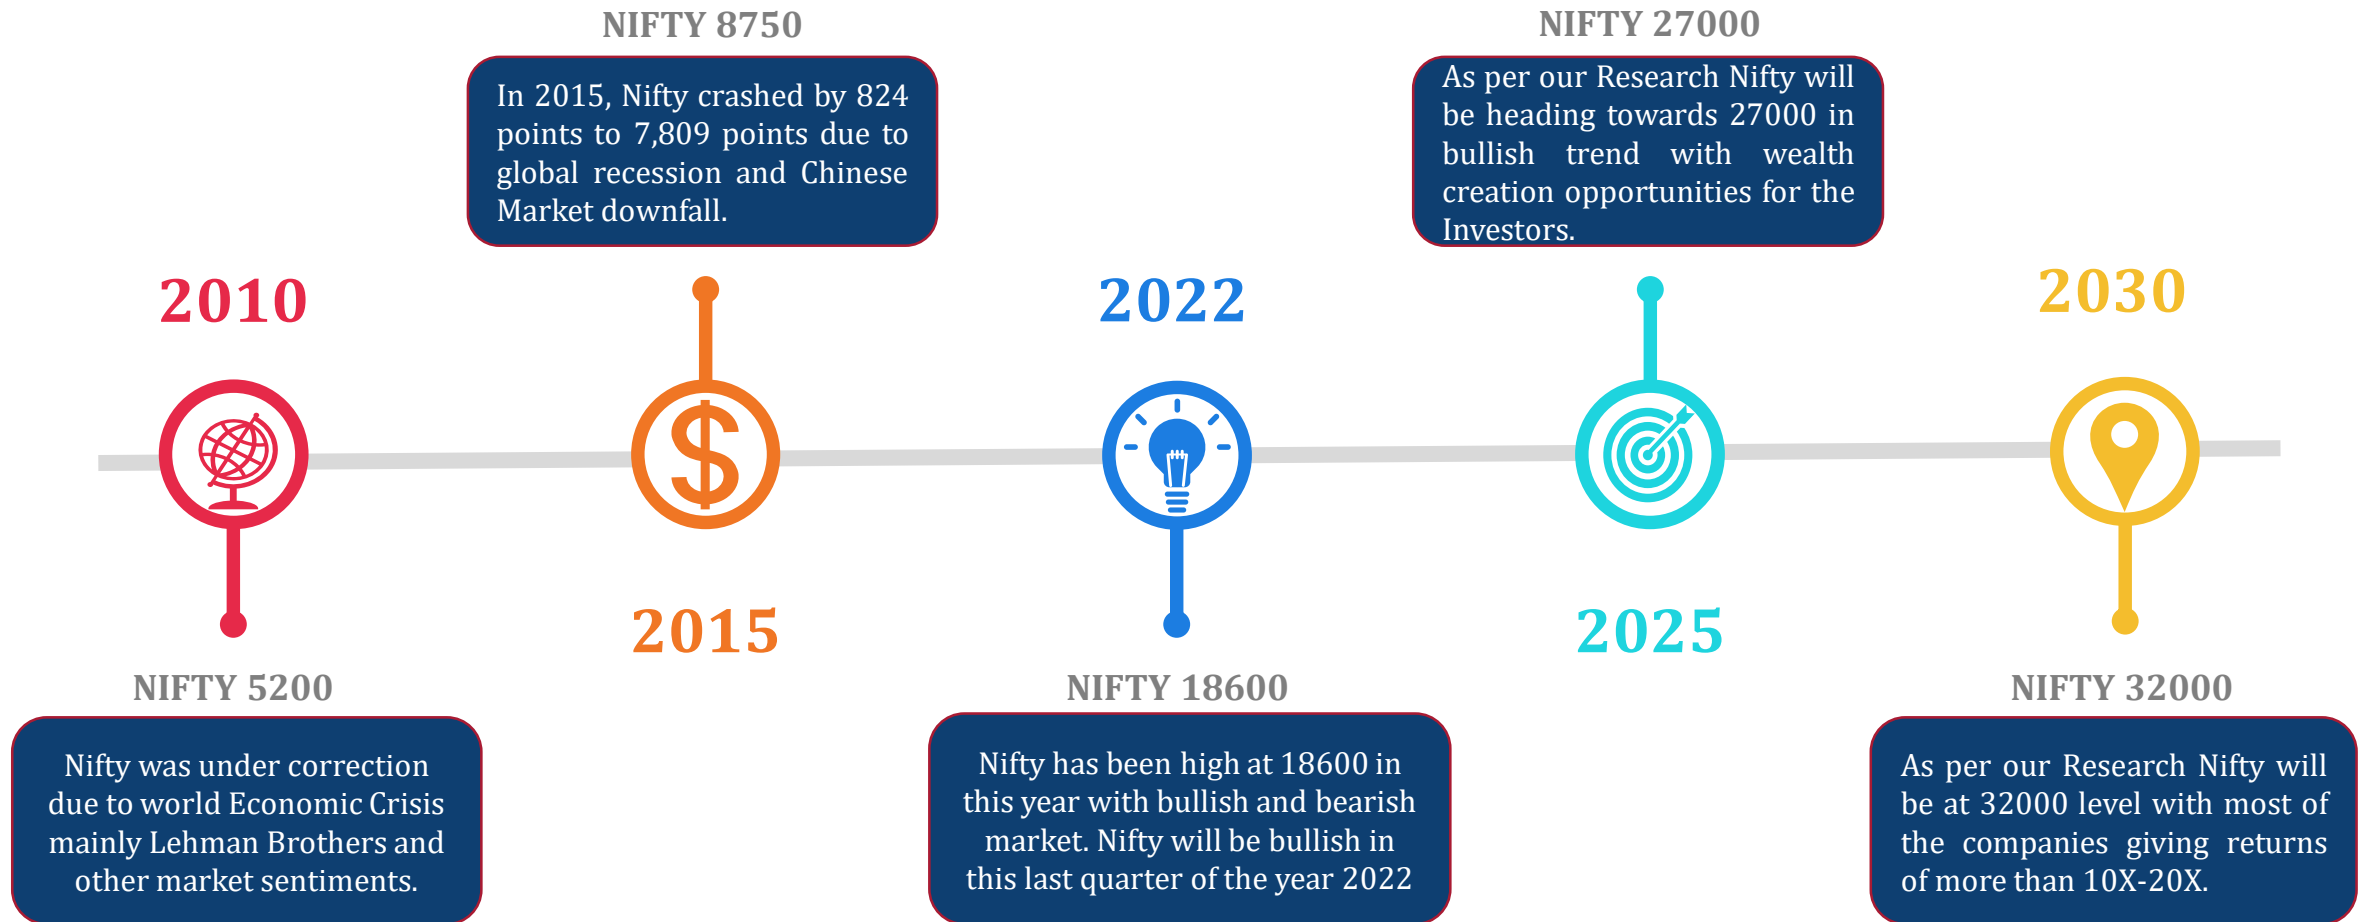 NIFTY 8750
In 2015, Nifty crashed by 824
points to 7,809 points due to
global recession and Chinese
Market downfall.
NIFTY 27000
As per our Research Nifty will
be heading towards 27000 in
bullish trend with wealth
creation opportunities for the
Investors.
2010
2022
2030
2015
2025
NIFTY 5200
Nifty was under correction
due to world Economic Crisis
mainly Lehman Brothers and
other market sentiments.
NIFTY 18600
Nifty has been high at 18600 in
this year with bullish and bearish
market. Nifty will be bullish in
this last quarter of the year 2022
NIFTY 32000
As per our Research Nifty will
be at 32000 level with most of
the companies giving returns
of more than 10X-20X.